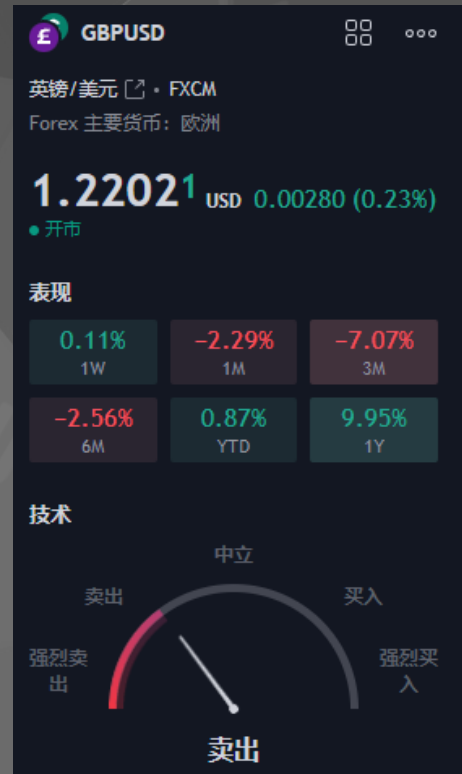 £ GBPUSD
英镑/美元 • FXCM
Forex 主要货币：欧洲
1.22021 USD 0.00280 (0.23%)
开市
表现
0.11% −2.29% −7.07%
1W 1M 3M
−2.56% 0.87% 9.95%
6M YTD 1Y
技术
中立
卖出 买入
强烈卖出 强烈买入
卖出